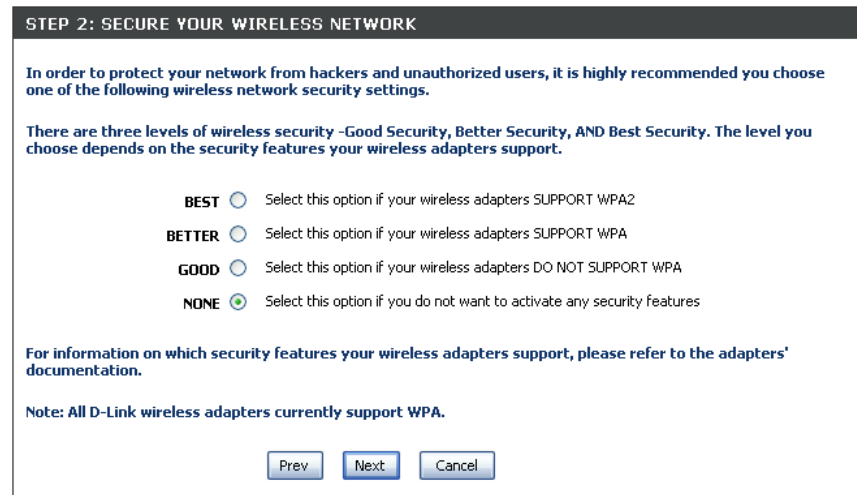 STEP 2: SECURE YOUR WIRELESS NETWORK
In order to protect your network from hackers and unauthorized users, it is highly recommended you choose
one of the following wireless network security settings.
There are three levels of wireless security -Good Security, Better Security, AND Best Security. The level you
choose depends on the security features your wireless adapters support.
BEST Select this option if your wireless adapters SUPPORT WPA2
BETTER Select this option if your wireless adapters SUPPORT WPA
GOOD Select this option if your wireless adapters DO NOT SUPPORT WPA
NONE Select this option if you do not want to activate any security features
For information on which security features your wireless adapters support, please refer to the adapters'
documentation.
Note: All D-Link wireless adapters currently support WPA.
Prev Next Cancel